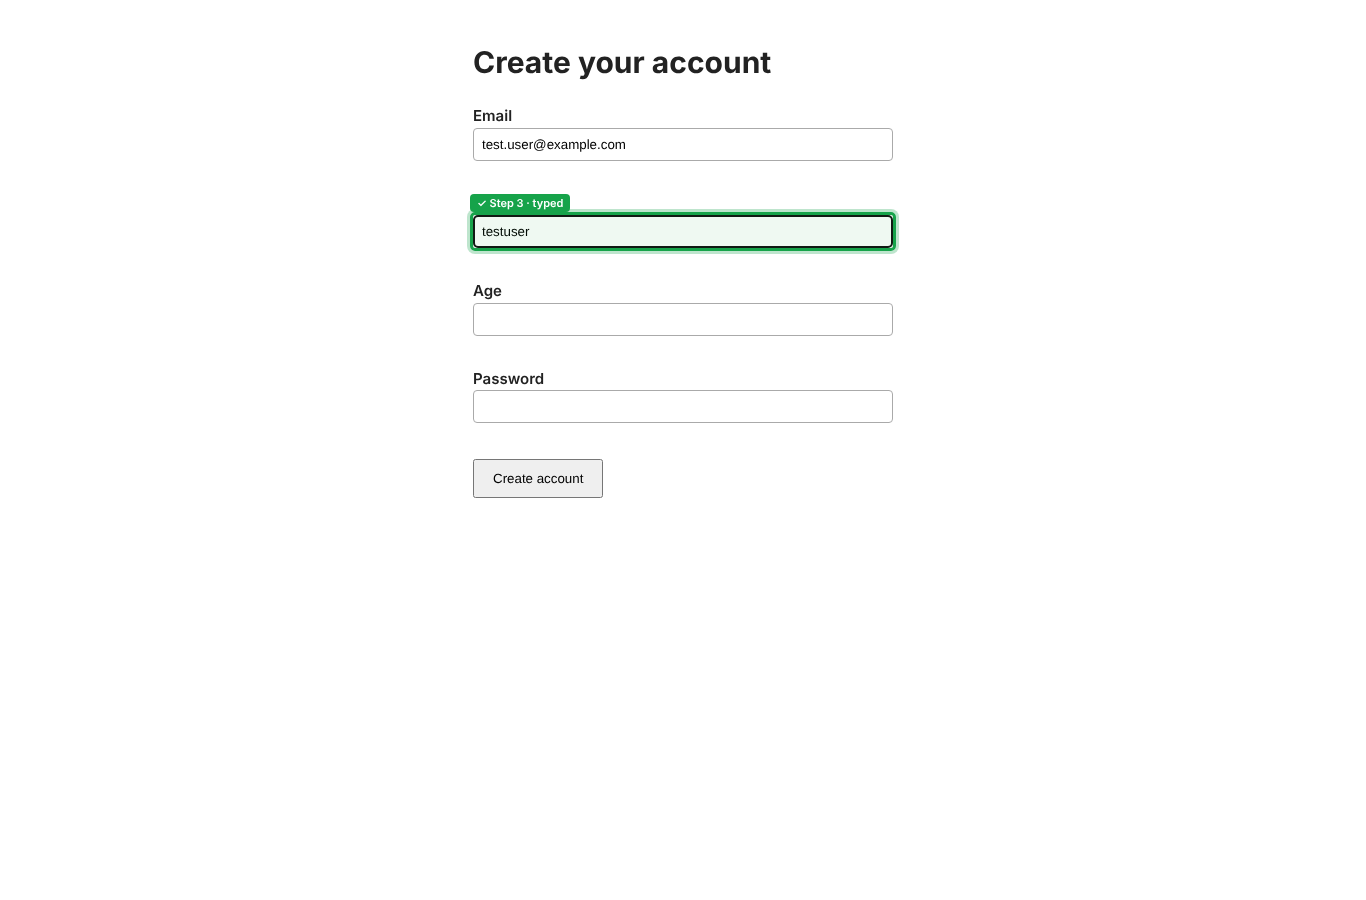 Create your account
Email
test.user@example.com
✓ Step 3 · typed
testuser
Age
Password
Create account